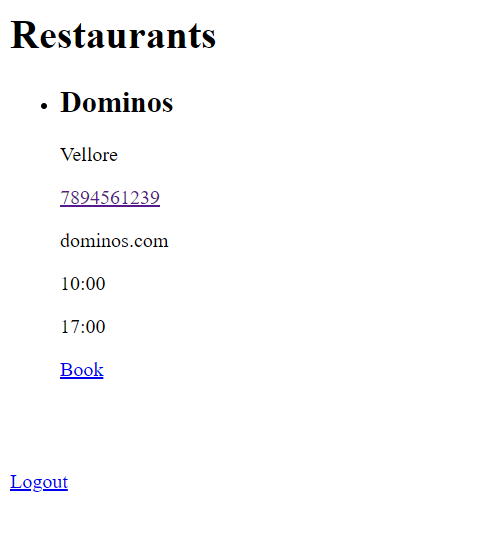 Restaurants
Dominos
Vellore
7894561239
dominos.com
10:00
17:00
Book
Logout